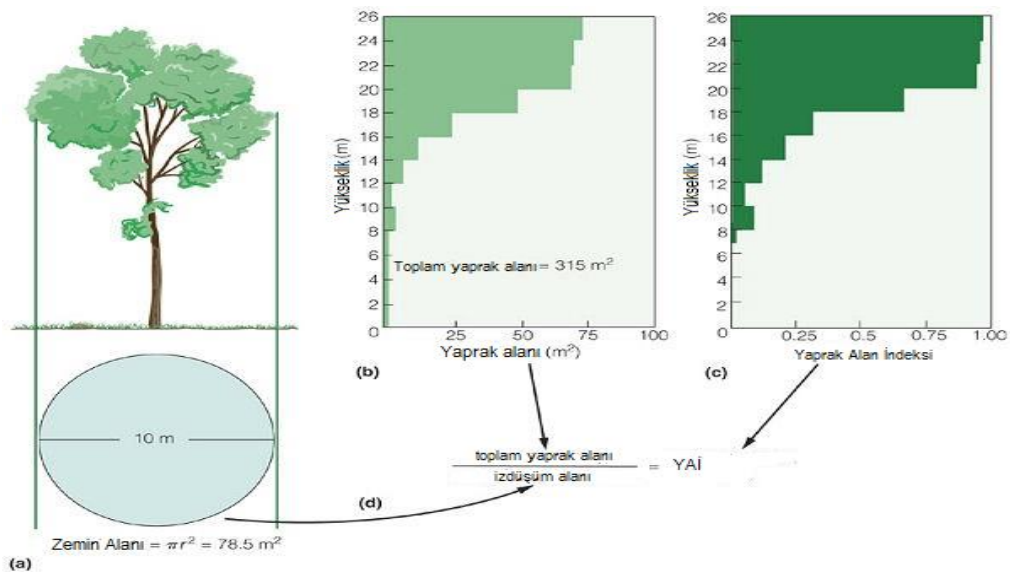 10 m
Zemin Alanı = πr² = 78.5 m²
(a)
Yükseklik (m)
26
24
22
20
18
16
14
12
10
8
6
4
2
0
Toplam yaprak alanı = 315 m²
25 50 75 100
Yaprak alanı (m²)
(b)
Yükseklik (m)
26
24
22
20
18
16
14
12
10
8
6
4
2
0
0.25 0.5 0.75 1.00
Yaprak Alan İndeksi
(c)
toplam yaprak alanı
izdüşüm alanı
= YAİ
(d)